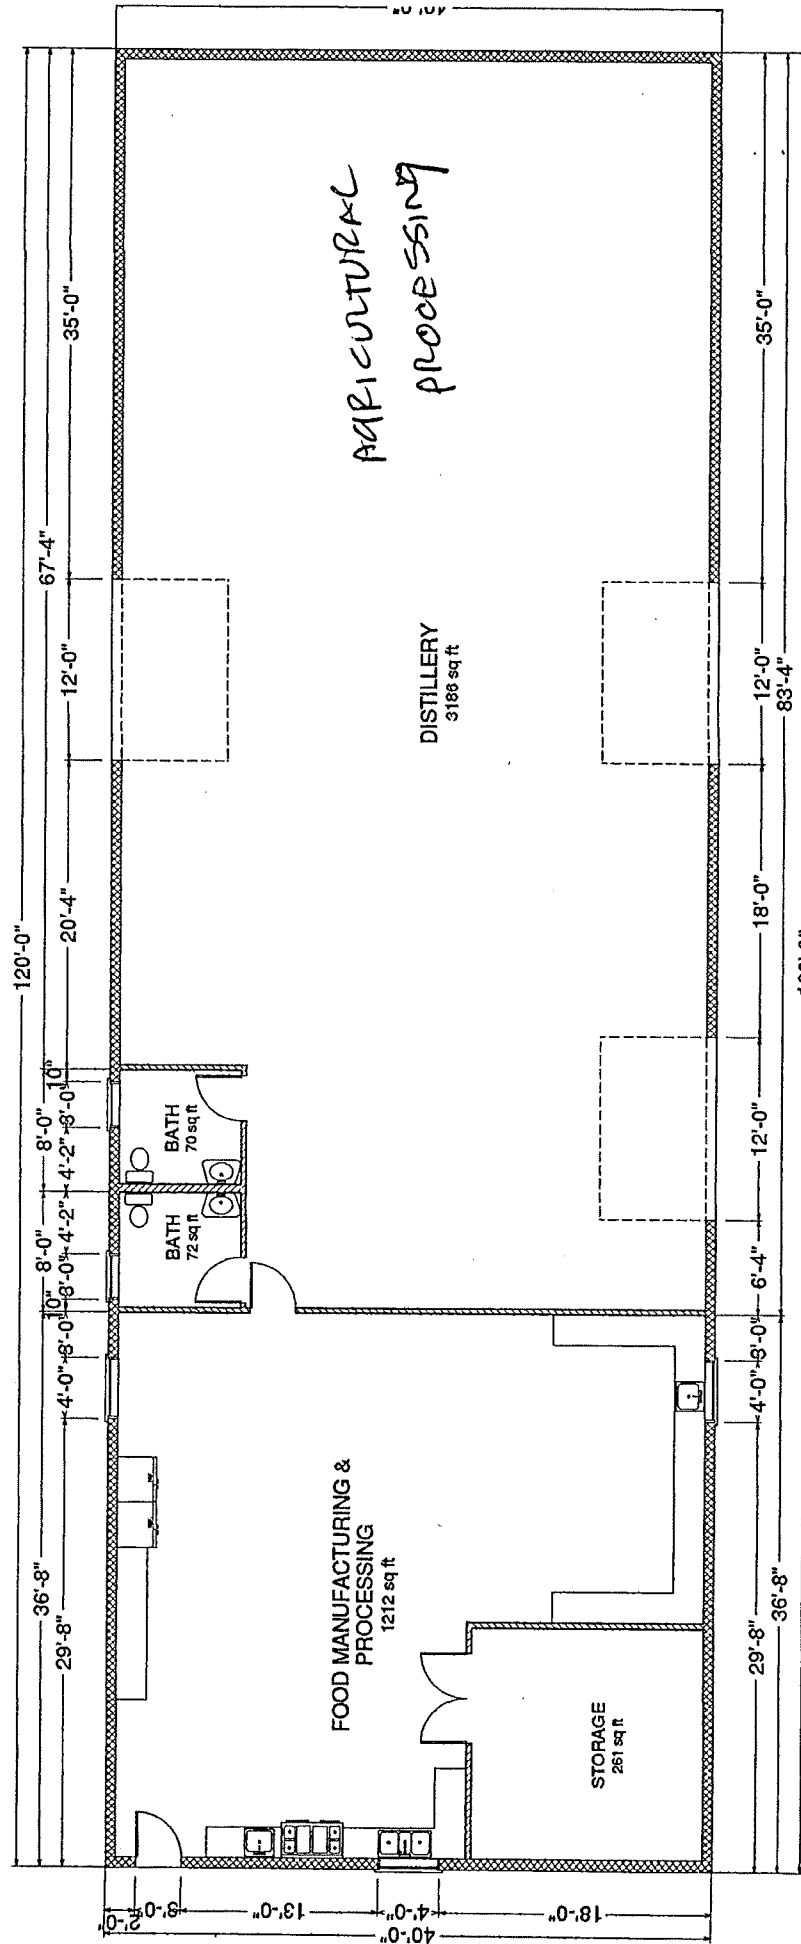 40'-0"
120'-0"
67'-4"
35'-0"
12'-0"
20'-4"
10"
8'-0"
3'-0"
4'-2"
8'-0"
4'-2"
3'-0"
10"
36'-8"
3'-0"
4'-0"
29'-8"
AGRICULTURAL
PROCESSING
DISTILLERY
3186 sq ft
BATH
70 sq ft
BATH
72 sq ft
FOOD MANUFACTURING &
PROCESSING
1212 sq ft
STORAGE
261 sq ft
35'-0"
12'-0"
83'-4"
18'-0"
12'-0"
6'-4"
3'-0"
4'-0"
29'-8"
36'-8"
2'-0"
3'-0"
13'-0"
4'-0"
18'-0"
40'-0"